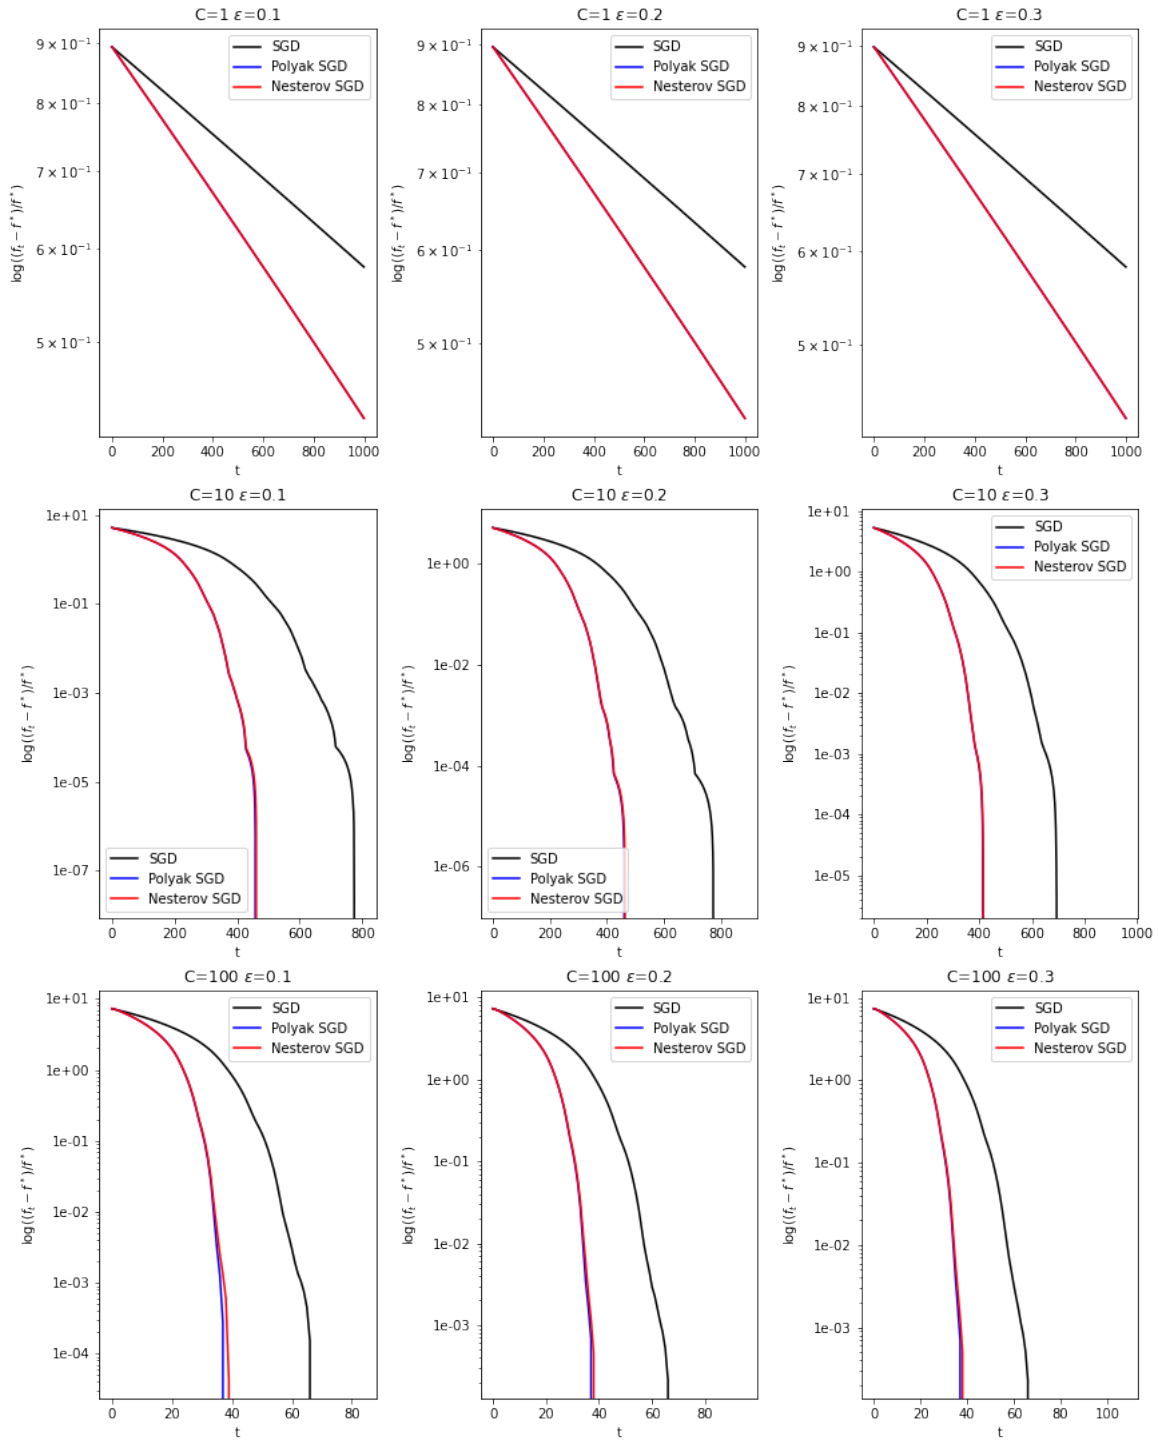 C=1 ε=0.1
9 × 10⁻¹
8 × 10⁻¹
7 × 10⁻¹
6 × 10⁻¹
5 × 10⁻¹
log((fₜ − f*)/f*)
SGD
Polyak SGD
Nesterov SGD
0 200 400 600 800 1000
t
C=1 ε=0.2
9 × 10⁻¹
8 × 10⁻¹
7 × 10⁻¹
6 × 10⁻¹
5 × 10⁻¹
log((fₜ − f*)/f*)
SGD
Polyak SGD
Nesterov SGD
0 200 400 600 800 1000
t
C=1 ε=0.3
9 × 10⁻¹
8 × 10⁻¹
7 × 10⁻¹
6 × 10⁻¹
5 × 10⁻¹
log((fₜ − f*)/f*)
SGD
Polyak SGD
Nesterov SGD
0 200 400 600 800 1000
t
C=10 ε=0.1
1e+01
1e-01
1e-03
1e-05
1e-07
log((fₜ − f*)/f*)
SGD
Polyak SGD
Nesterov SGD
0 200 400 600 800
t
C=10 ε=0.2
1e+00
1e-02
1e-04
1e-06
log((fₜ − f*)/f*)
SGD
Polyak SGD
Nesterov SGD
0 200 400 600 800
t
C=10 ε=0.3
1e+01
1e+00
1e-01
1e-02
1e-03
1e-04
1e-05
log((fₜ − f*)/f*)
SGD
Polyak SGD
Nesterov SGD
0 200 400 600 800 1000
t
C=100 ε=0.1
1e+01
1e+00
1e-01
1e-02
1e-03
1e-04
log((fₜ − f*)/f*)
SGD
Polyak SGD
Nesterov SGD
0 20 40 60 80
t
C=100 ε=0.2
1e+01
1e+00
1e-01
1e-02
1e-03
log((fₜ − f*)/f*)
SGD
Polyak SGD
Nesterov SGD
0 20 40 60 80
t
C=100 ε=0.3
1e+01
1e+00
1e-01
1e-02
1e-03
log((fₜ − f*)/f*)
SGD
Polyak SGD
Nesterov SGD
0 20 40 60 80 100
t